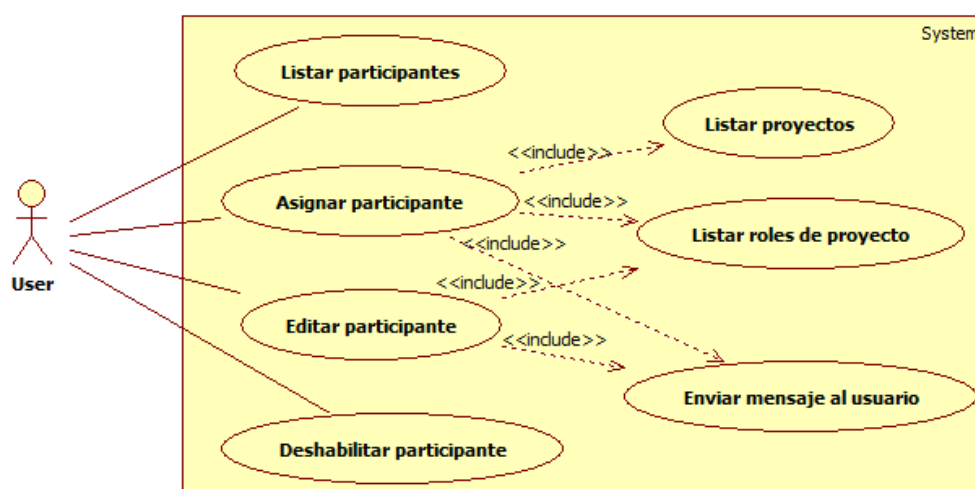 System
Listar participantes
Listar proyectos
<<include>>
Asignar participante
<<include>>
Listar roles de proyecto
<<include>>
User
<<include>>
Editar participante
<<include>>
Enviar mensaje al usuario
Deshabilitar participante